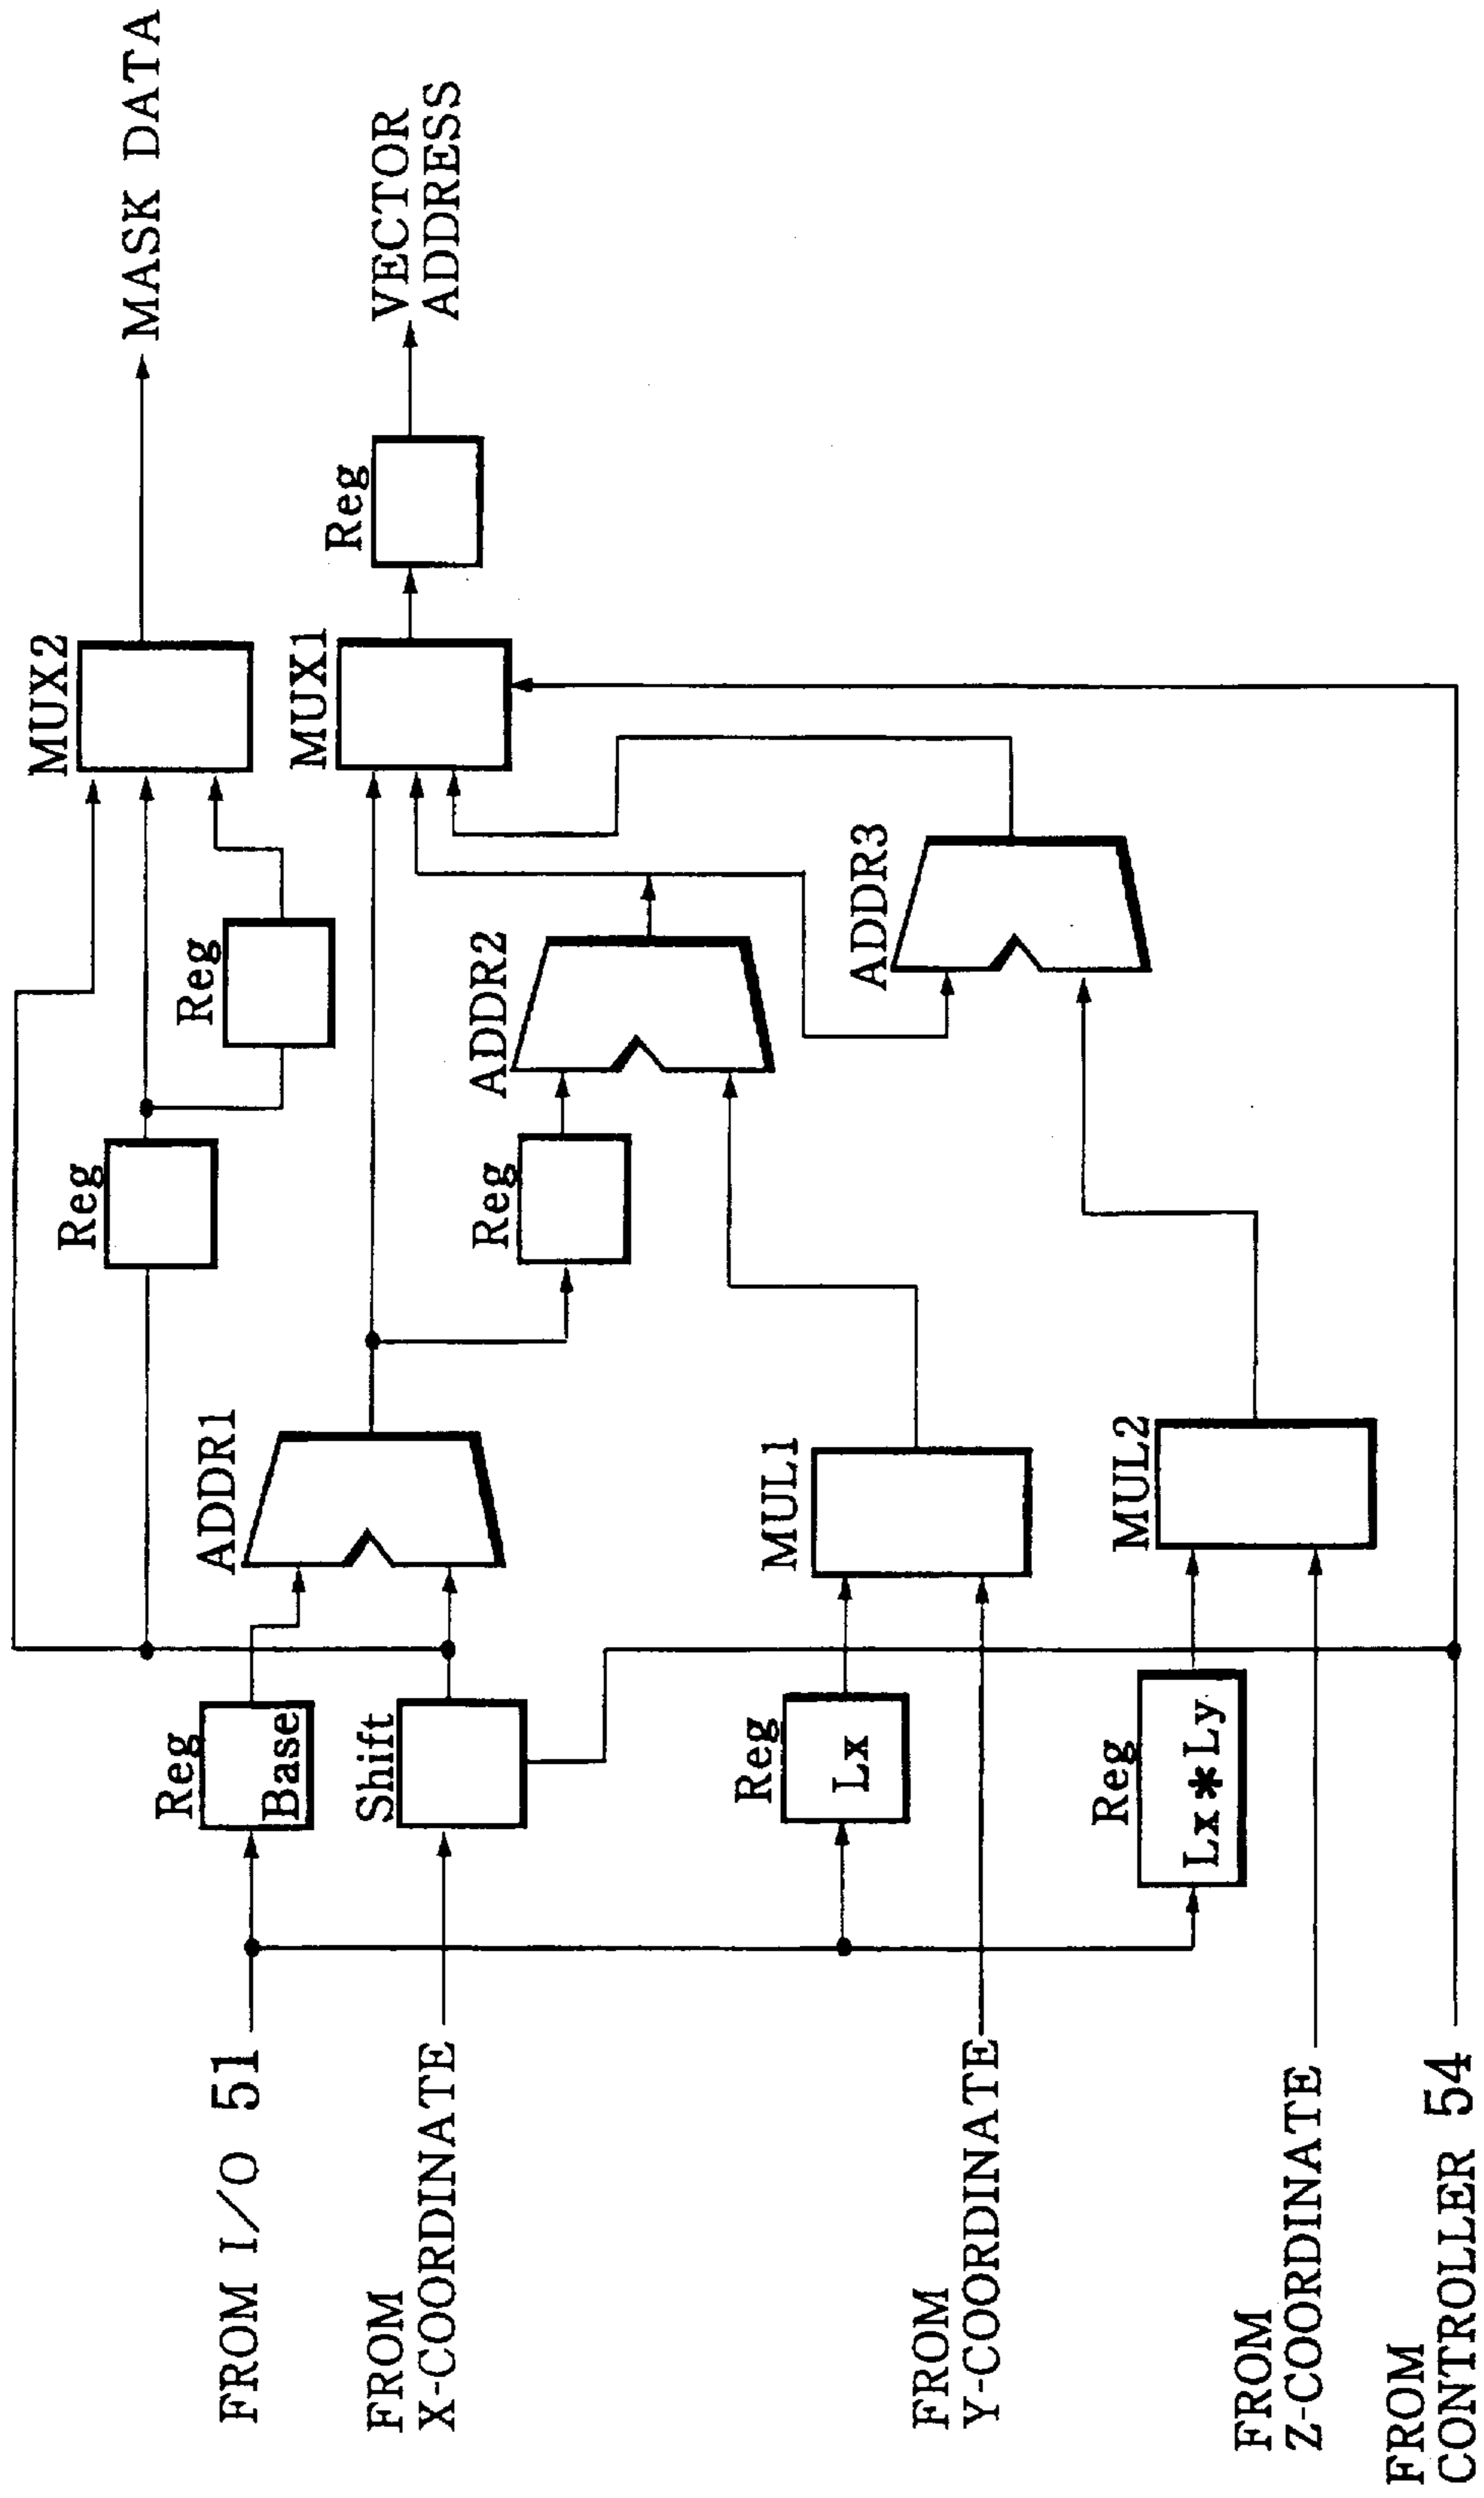 FROM I/O 51
FROM
X-COORDINATE
FROM
Y-COORDINATE
FROM
Z-COORDINATE
FROM
CONTROLLER 54
Reg
Base
Shift
Reg
Lx
Reg
Lx*Ly
ADDR1
MUL1
MUL2
Reg
Reg
Reg
ADDR2
ADDR3
MUX2
MUX1
Reg
MASK DATA
VECTOR
ADDRESS